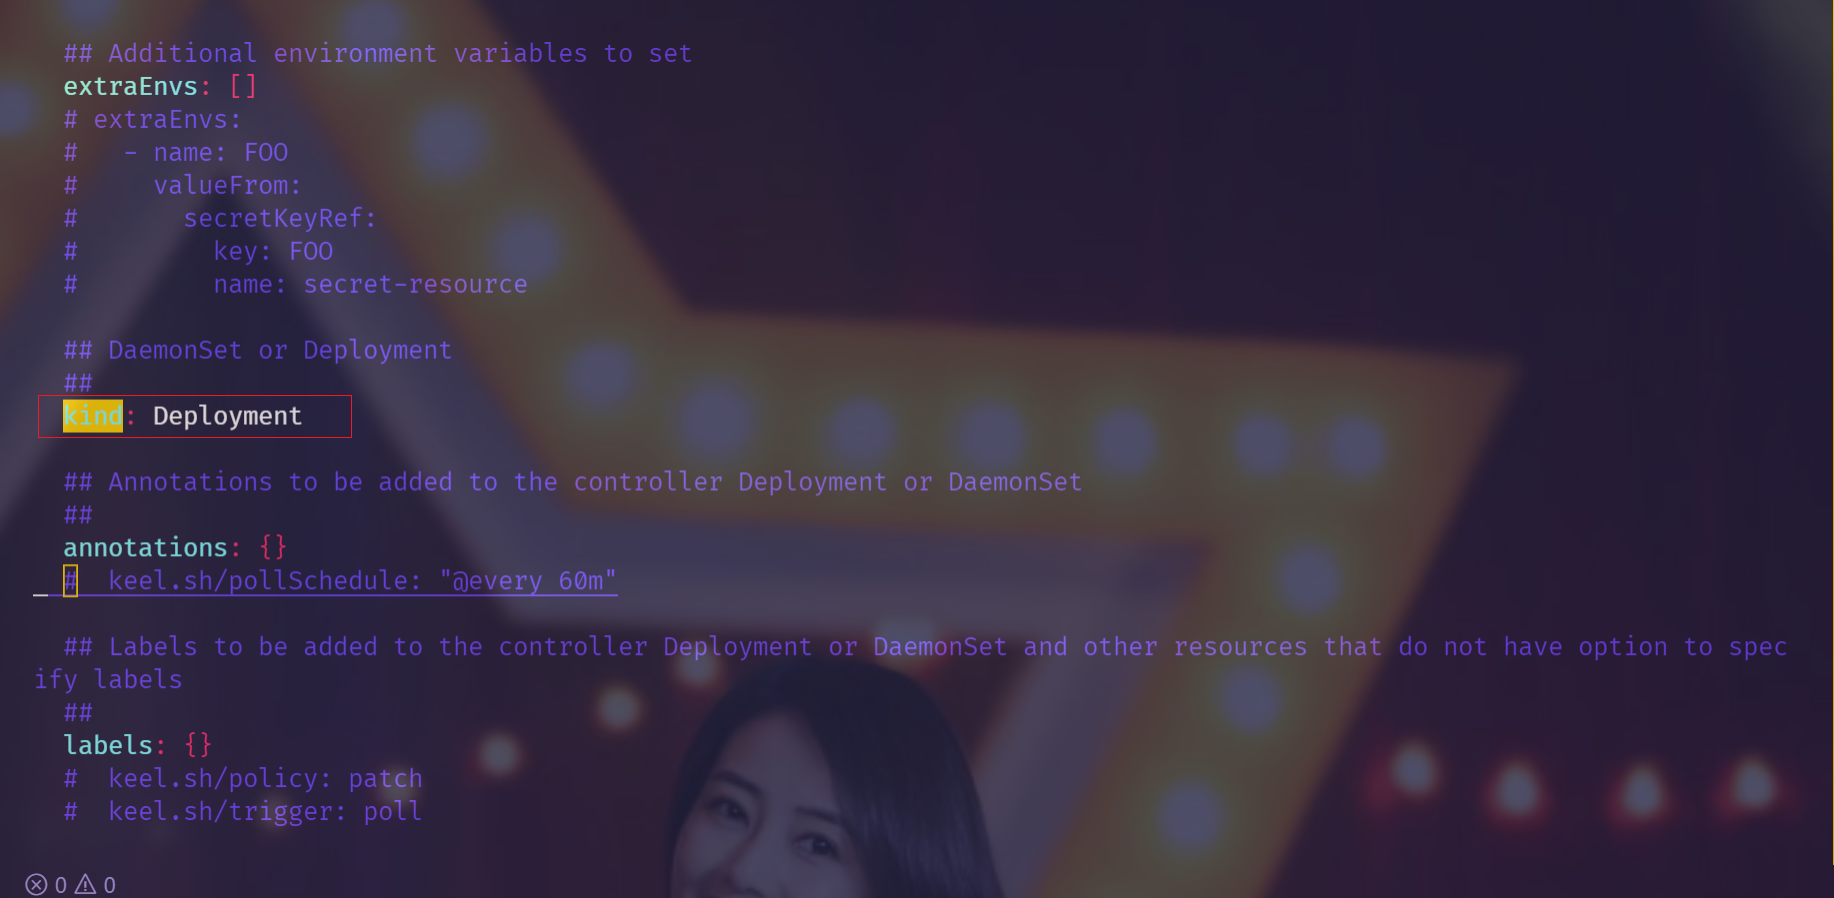 ## Additional environment variables to set
extraEnvs: []
# extraEnvs:
#   - name: FOO
#     valueFrom:
#       secretKeyRef:
#         key: FOO
#         name: secret-resource
## DaemonSet or Deployment
##
kind: Deployment
## Annotations to be added to the controller Deployment or DaemonSet
##
annotations: {}
#  keel.sh/pollSchedule: "@every 60m"
## Labels to be added to the controller Deployment or DaemonSet and other resources that do not have option to spec
ify labels
##
labels: {}
#  keel.sh/policy: patch
#  keel.sh/trigger: poll
0 0